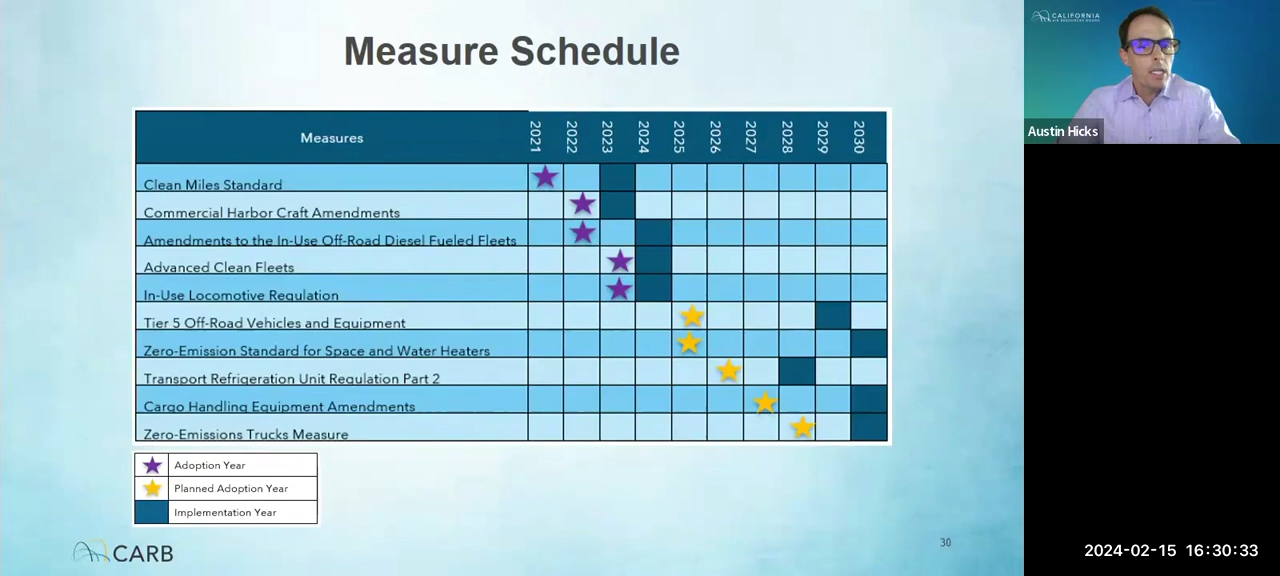 Measure Schedule
Measures 2021 2022 2023 2024 2025 2026 2027 2028 2029 2030
Clean Miles Standard
Commercial Harbor Craft Amendments
Amendments to the In-Use Off-Road Diesel Fueled Fleets
Advanced Clean Fleets
In-Use Locomotive Regulation
Tier 5 Off-Road Vehicles and Equipment
Zero-Emission Standard for Space and Water Heaters
Transport Refrigeration Unit Regulation Part 2
Cargo Handling Equipment Amendments
Zero-Emissions Trucks Measure
Adoption Year
Planned Adoption Year
Implementation Year
CARB
30
CALIFORNIA
AIR RESOURCES BOARD
Austin Hicks
2024-02-15 16:30:33